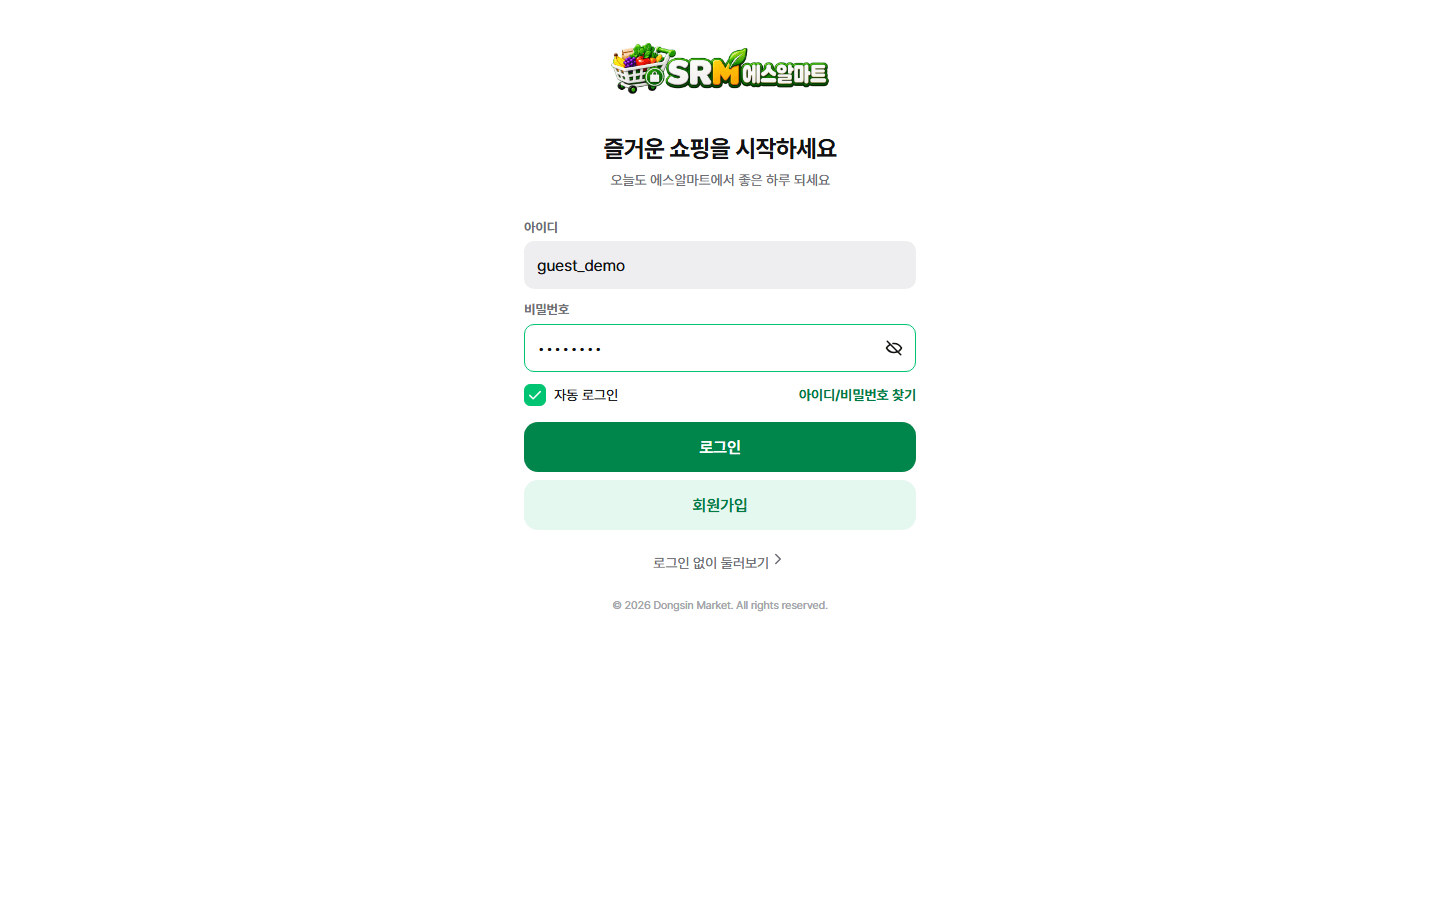 SRM 에스알마트
즐거운 쇼핑을 시작하세요
오늘도 에스알마트에서 좋은 하루 되세요
아이디
guest_demo
비밀번호
••••••••
자동 로그인
아이디/비밀번호 찾기
로그인
회원가입
로그인 없이 둘러보기
© 2026 Dongsin Market. All rights reserved.